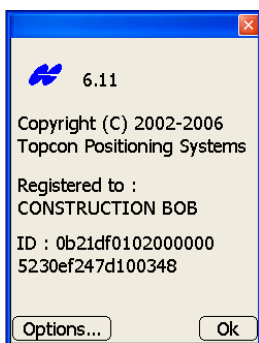 6.11
Copyright (C) 2002-2006
Topcon Positioning Systems
Registered to :
CONSTRUCTION BOB
ID : 0b21df0102000000
5230ef247d100348
Options...
Ok